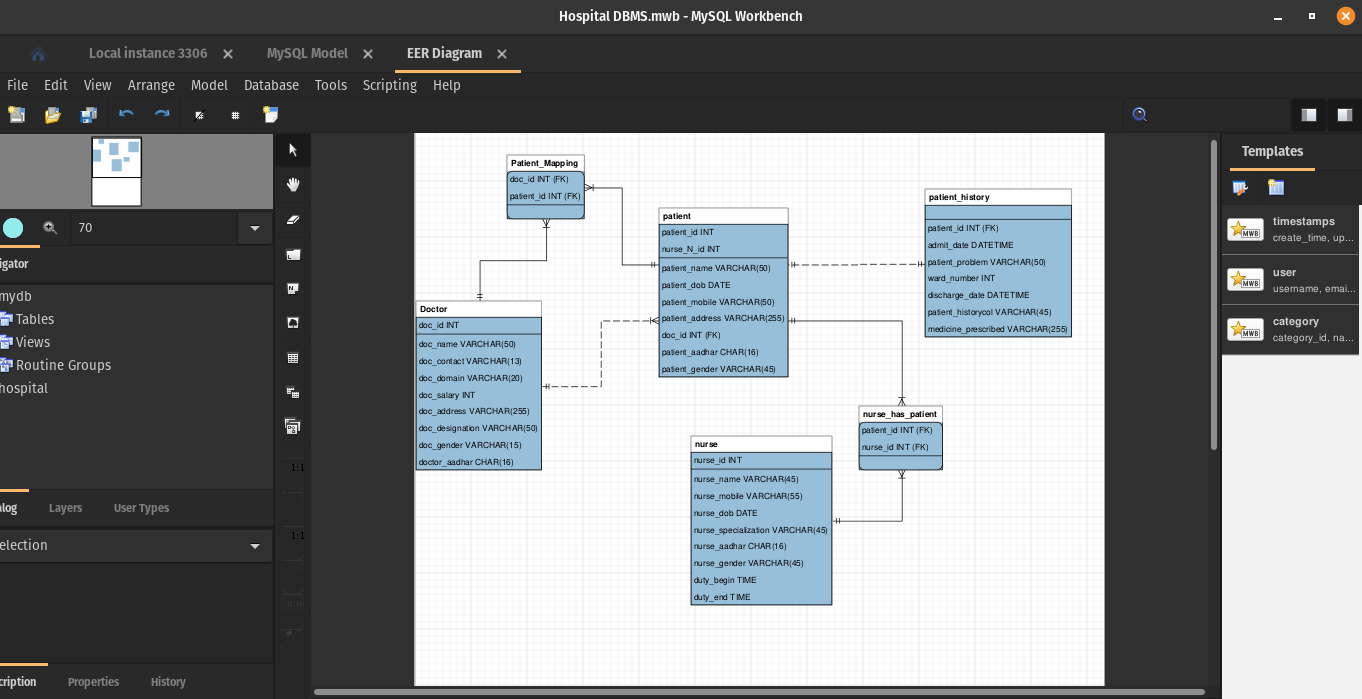 Hospital DBMS.mwb - MySQL Workbench
Local instance 3306
MySQL Model
EER Diagram
File Edit View Arrange Model Database Tools Scripting Help
70
igator
mydb
Tables
Views
Routine Groups
hospital
alog Layers User Types
election
cription Properties History
1:1
1:1
Patient_Mapping
doc_id INT (FK)
patient_id INT (FK)
patient
patient_id INT
nurse_N_id INT
patient_name VARCHAR(50)
patient_dob DATE
patient_mobile VARCHAR(50)
patient_address VARCHAR(255)
doc_id INT (FK)
patient_aadhar CHAR(16)
patient_gender VARCHAR(45)
patient_history
patient_id INT (FK)
admit_date DATETIME
patient_problem VARCHAR(50)
ward_number INT
discharge_date DATETIME
patient_historycol VARCHAR(45)
medicine_prescribed VARCHAR(255)
Doctor
doc_id INT
doc_name VARCHAR(50)
doc_contact VARCHAR(13)
doc_domain VARCHAR(20)
doc_salary INT
doc_address VARCHAR(255)
doc_designation VARCHAR(50)
doc_gender VARCHAR(15)
doctor_aadhar CHAR(16)
nurse_has_patient
patient_id INT (FK)
nurse_id INT (FK)
nurse
nurse_id INT
nurse_name VARCHAR(45)
nurse_mobile VARCHAR(55)
nurse_dob DATE
nurse_specialization VARCHAR(45)
nurse_aadhar CHAR(16)
nurse_gender VARCHAR(45)
duty_begin TIME
duty_end TIME
Templates
MWB
timestamps
create_time, up...
MWB
user
username, emai...
MWB
category
category_id, na...